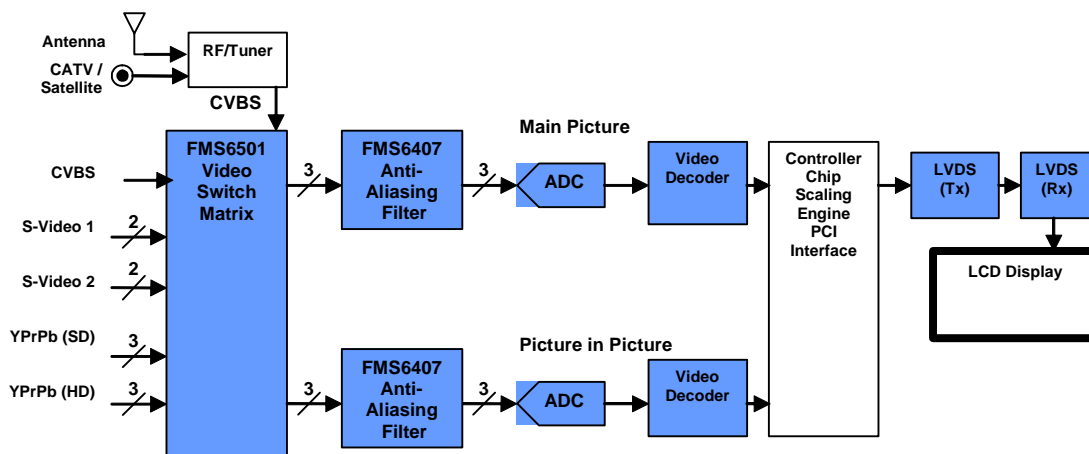 Antenna
CATV /
Satellite
RF/Tuner
CVBS
CVBS
S-Video 1
2
S-Video 2
2
YPrPb (SD)
3
YPrPb (HD)
3
FMS6501
Video
Switch
Matrix
3
FMS6407
Anti-
Aliasing
Filter
3
Main Picture
ADC
Video
Decoder
3
FMS6407
Anti-
Aliasing
Filter
3
Picture in Picture
ADC
Video
Decoder
Controller
Chip
Scaling
Engine
PCI
Interface
LVDS
(Tx)
LVDS
(Rx)
LCD Display